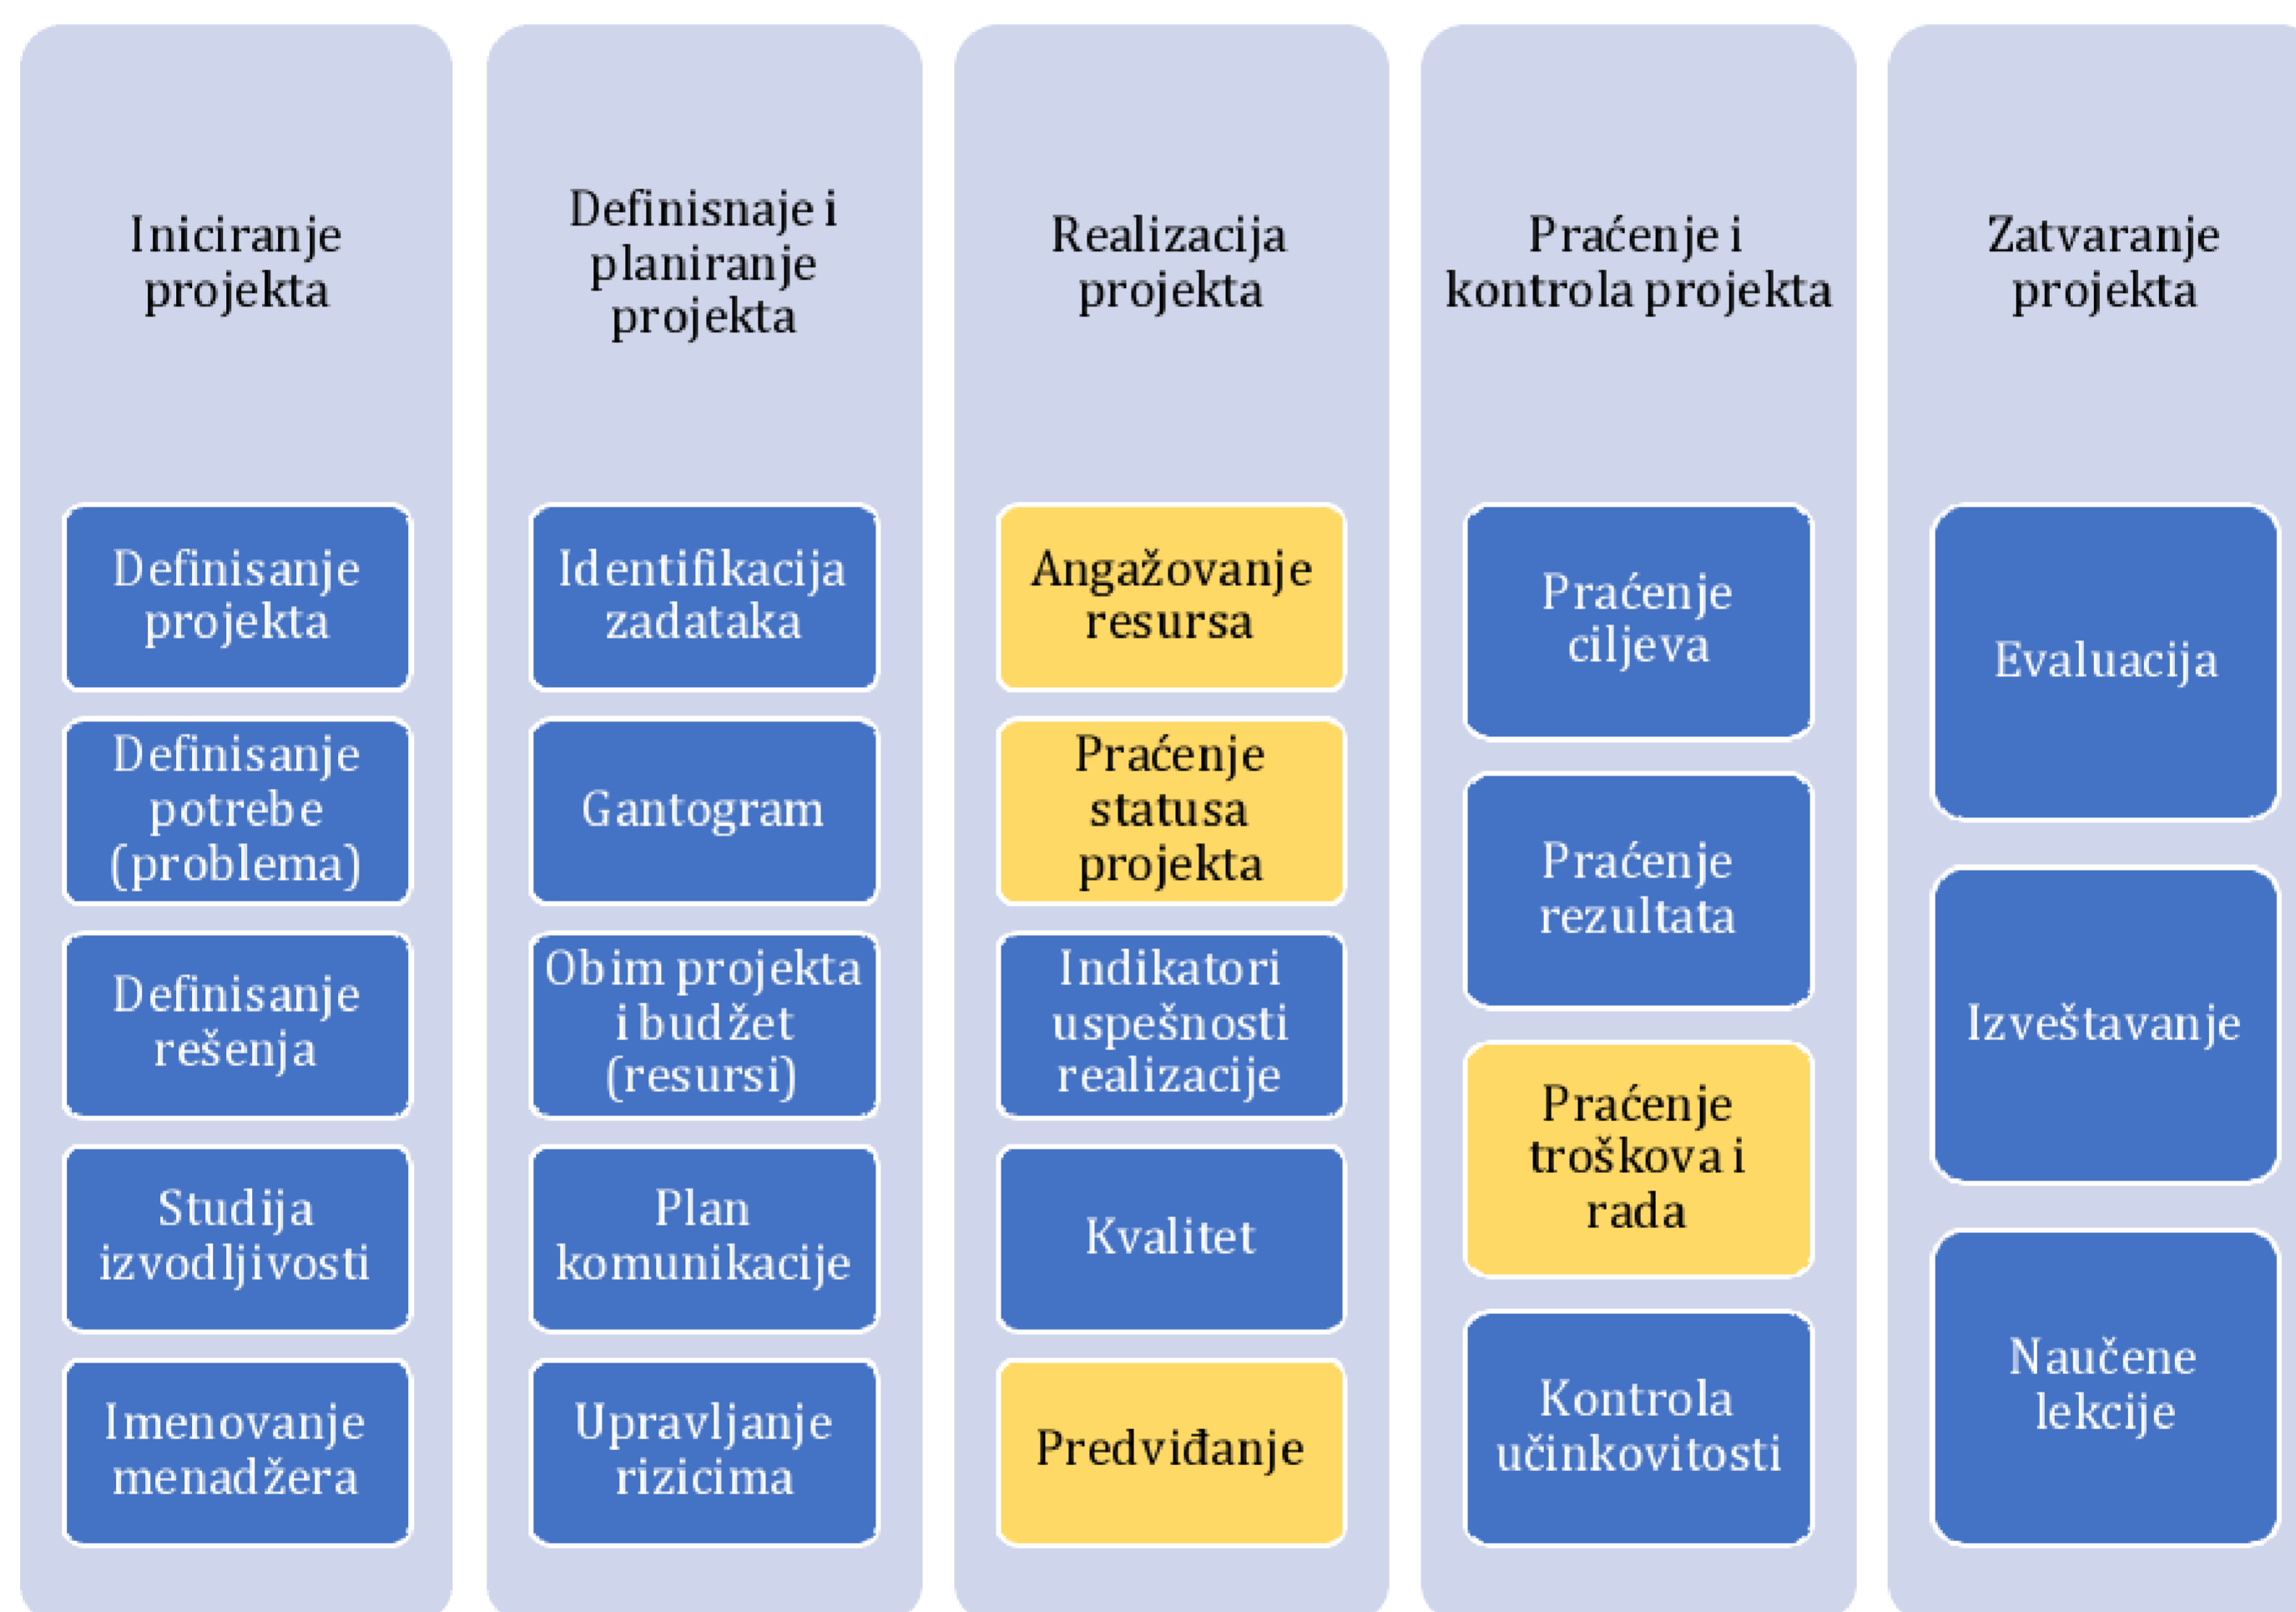 Iniciranje
projekta
Definisanje
projekta
Definisanje
potrebe
(problema)
Definisanje
rešenja
Studija
izvodljivosti
Imenovanje
menadžera
Definisnaje i
planiranje
projekta
Identifikacija
zadataka
Gantogram
Obim projekta
i budžet
(resursi)
Plan
komunikacije
Upravljanje
rizicima
Realizacija
projekta
Angažovanje
resursa
Praćenje
statusa
projekta
Indikatori
uspešnosti
realizacije
Kvalitet
Predviđanje
Praćenje i
kontrola projekta
Praćenje
ciljeva
Praćenje
rezultata
Praćenje
troškova i
rada
Kontrola
učinkovitosti
Zatvaranje
projekta
Evaluacija
Izveštavanje
Naučene
lekcije